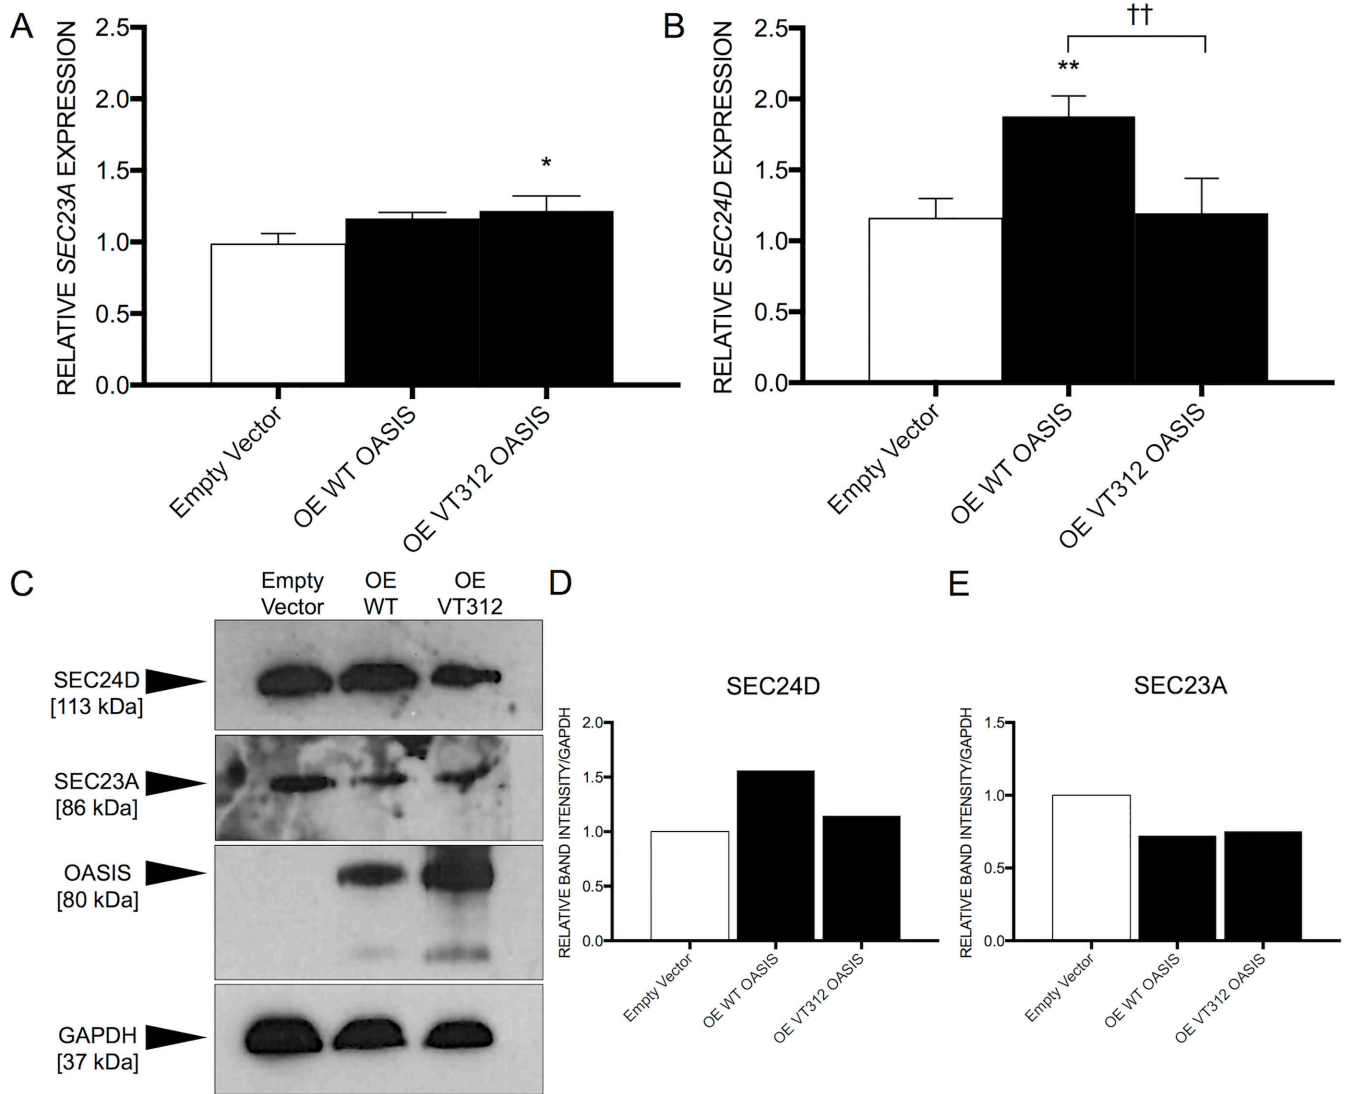 A
RELATIVE SEC23A EXPRESSION
2.5
2.0
1.5
1.0
0.5
0.0
*
Empty Vector
OE WT OASIS
OE VT312 OASIS
B
RELATIVE SEC24D EXPRESSION
2.5
2.0
1.5
1.0
0.5
0.0
††
**
Empty Vector
OE WT OASIS
OE VT312 OASIS
C
Empty
Vector
OE
WT
OE
VT312
SEC24D
[113 kDa]
SEC23A
[86 kDa]
OASIS
[80 kDa]
GAPDH
[37 kDa]
D
SEC24D
RELATIVE BAND INTENSITY/GAPDH
2.0
1.5
1.0
0.5
0.0
Empty Vector
OE WT OASIS
OE VT312 OASIS
E
SEC23A
RELATIVE BAND INTENSITY/GAPDH
1.5
1.0
0.5
0.0
Empty Vector
OE WT OASIS
OE VT312 OASIS